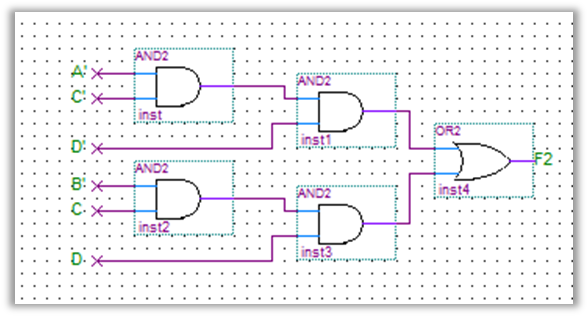 AND2
A'
C'
inst
AND2
D'
inst1
OR2
F2
inst4
AND2
B'
C
inst2
AND2
D
inst3